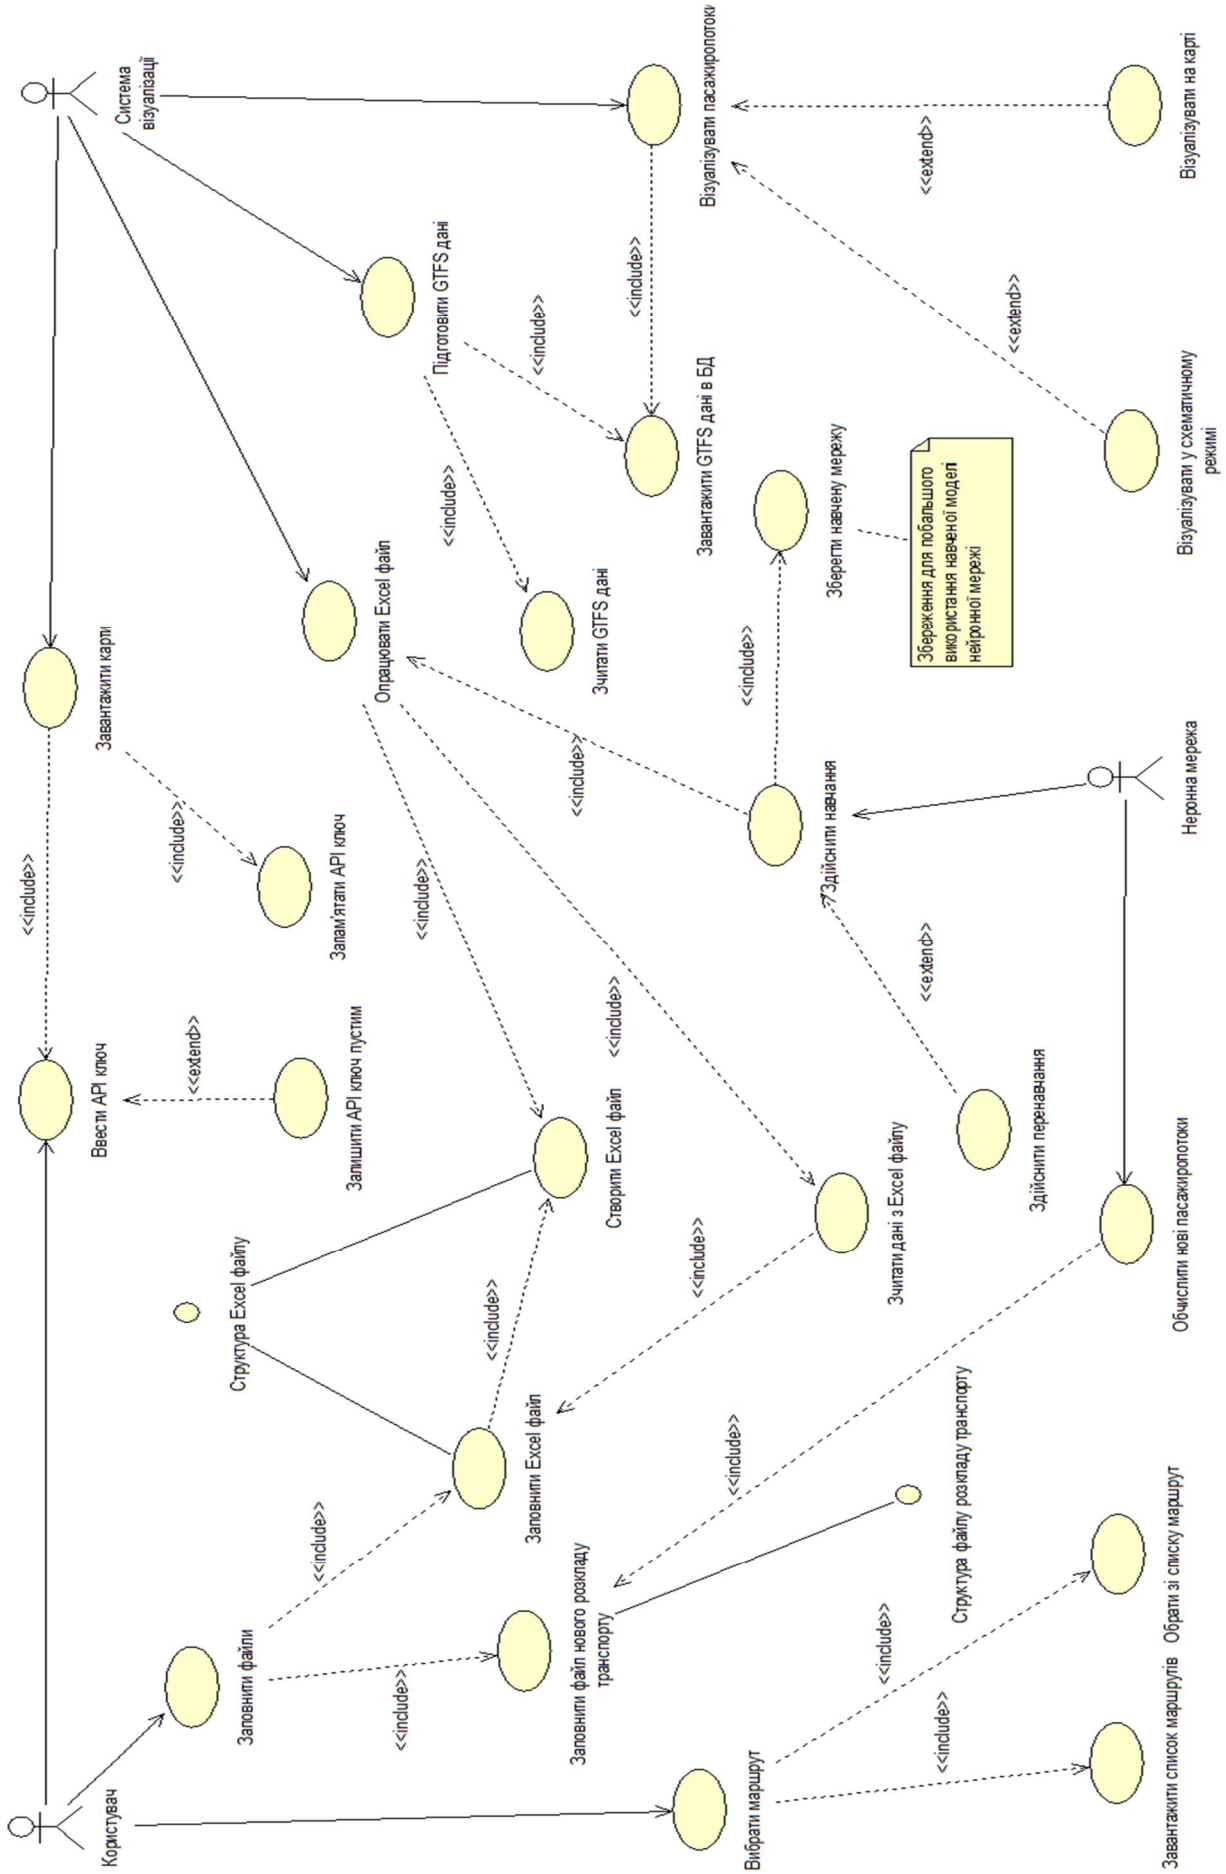 Користувач
Система
візуалізації
Ввести АРІ ключ
<<include>>
Завантажити карти
<<extend>>
<<include>>
Залишити АРІ ключ пустим
Запам'ятати АРІ ключ
Заповнити файли
Структура Excel файлу
Опрацювати Excel файл
Підготовити GTFS дані
<<include>>
<<include>>
<<include>>
<<include>>
<<include>>
<<include>>
Заповнити Excel файл
Створити Excel файл
<<include>>
Зчитати GTFS дані
<<include>>
Заповнити файл нового розкладу
транспорту
<<include>>
Завантажити GTFS дані в БД
Візуалізувати пасажиропотоки
<<include>>
<<include>>
<<include>>
Вибрати маршрут
Здійснити навчання
Зберегти навчену мережу
Зчитати дані з Excel файлу
<<extend>>
Збереження для побальшого
використання навченої моделі
нейронної мережі
<<extend>>
<<extend>>
Структура файлу розкладу транспорту
<<include>>
<<include>>
Здійснити перенавчання
Завантажити список маршрутів
Обрати зі списку маршрут
Обчислити нові пасажиропотоки
Неронна мережа
Візуалізувати у схематичному
режимі
Візуалізувати на карті